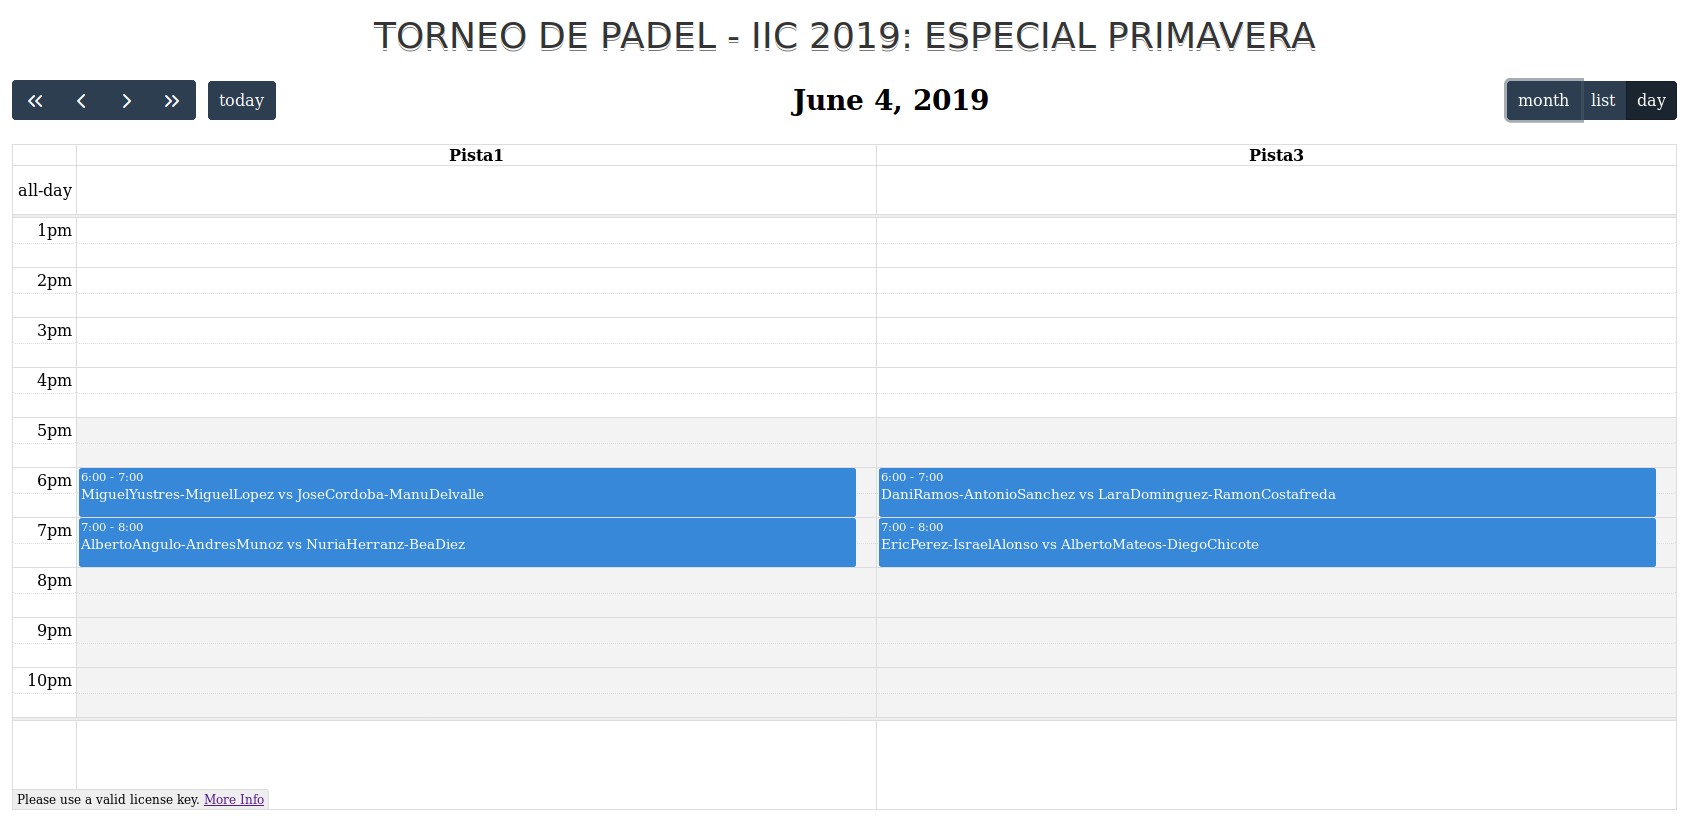 TORNEO DE PADEL - IIC 2019: ESPECIAL PRIMAVERA
today
June 4, 2019
month list day
Pista1 Pista3
all-day
1pm
2pm
3pm
4pm
5pm
6pm
6:00 - 7:00
MiguelYustres-MiguelLopez vs JoseCordoba-ManuDelvalle
6:00 - 7:00
DaniRamos-AntonioSanchez vs LaraDominguez-RamonCostafreda
7pm
7:00 - 8:00
AlbertoAngulo-AndresMunoz vs NuriaHerranz-BeaDiez
7:00 - 8:00
EricPerez-IsraelAlonso vs AlbertoMateos-DiegoChicote
8pm
9pm
10pm
Please use a valid license key. More Info